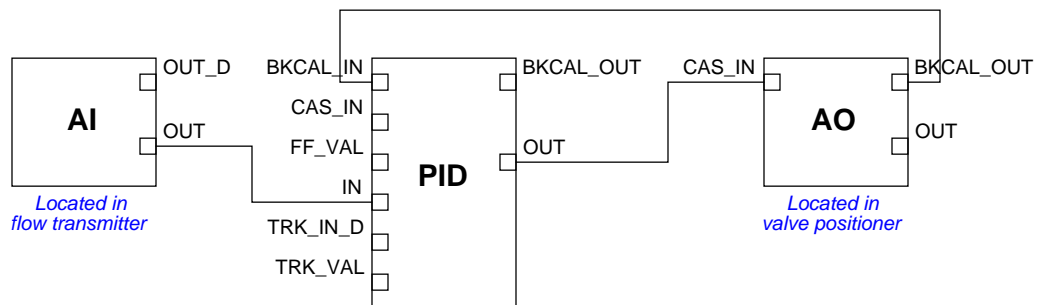 AI
OUT_D
OUT
Located in
flow transmitter
BKCAL_IN
CAS_IN
FF_VAL
IN
TRK_IN_D
TRK_VAL
PID
BKCAL_OUT
OUT
CAS_IN
AO
BKCAL_OUT
OUT
Located in
valve positioner